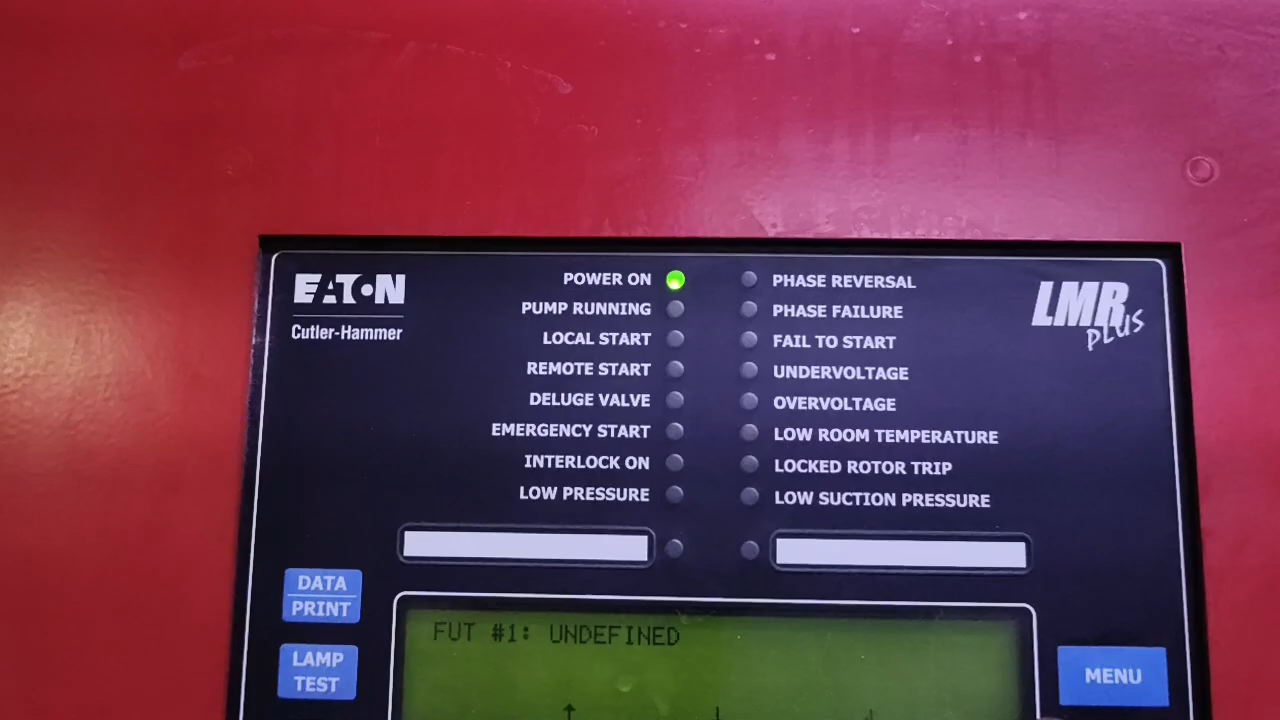 EATON
Cutler-Hammer
POWER ON
PUMP RUNNING
LOCAL START
REMOTE START
DELUGE VALVE
EMERGENCY START
INTERLOCK ON
LOW PRESSURE
PHASE REVERSAL
PHASE FAILURE
FAIL TO START
UNDERVOLTAGE
OVERVOLTAGE
LOW ROOM TEMPERATURE
LOCKED ROTOR TRIP
LOW SUCTION PRESSURE
LMR
PLUS
DATA
PRINT
LAMP
TEST
FUT #1: UNDEFINED
MENU